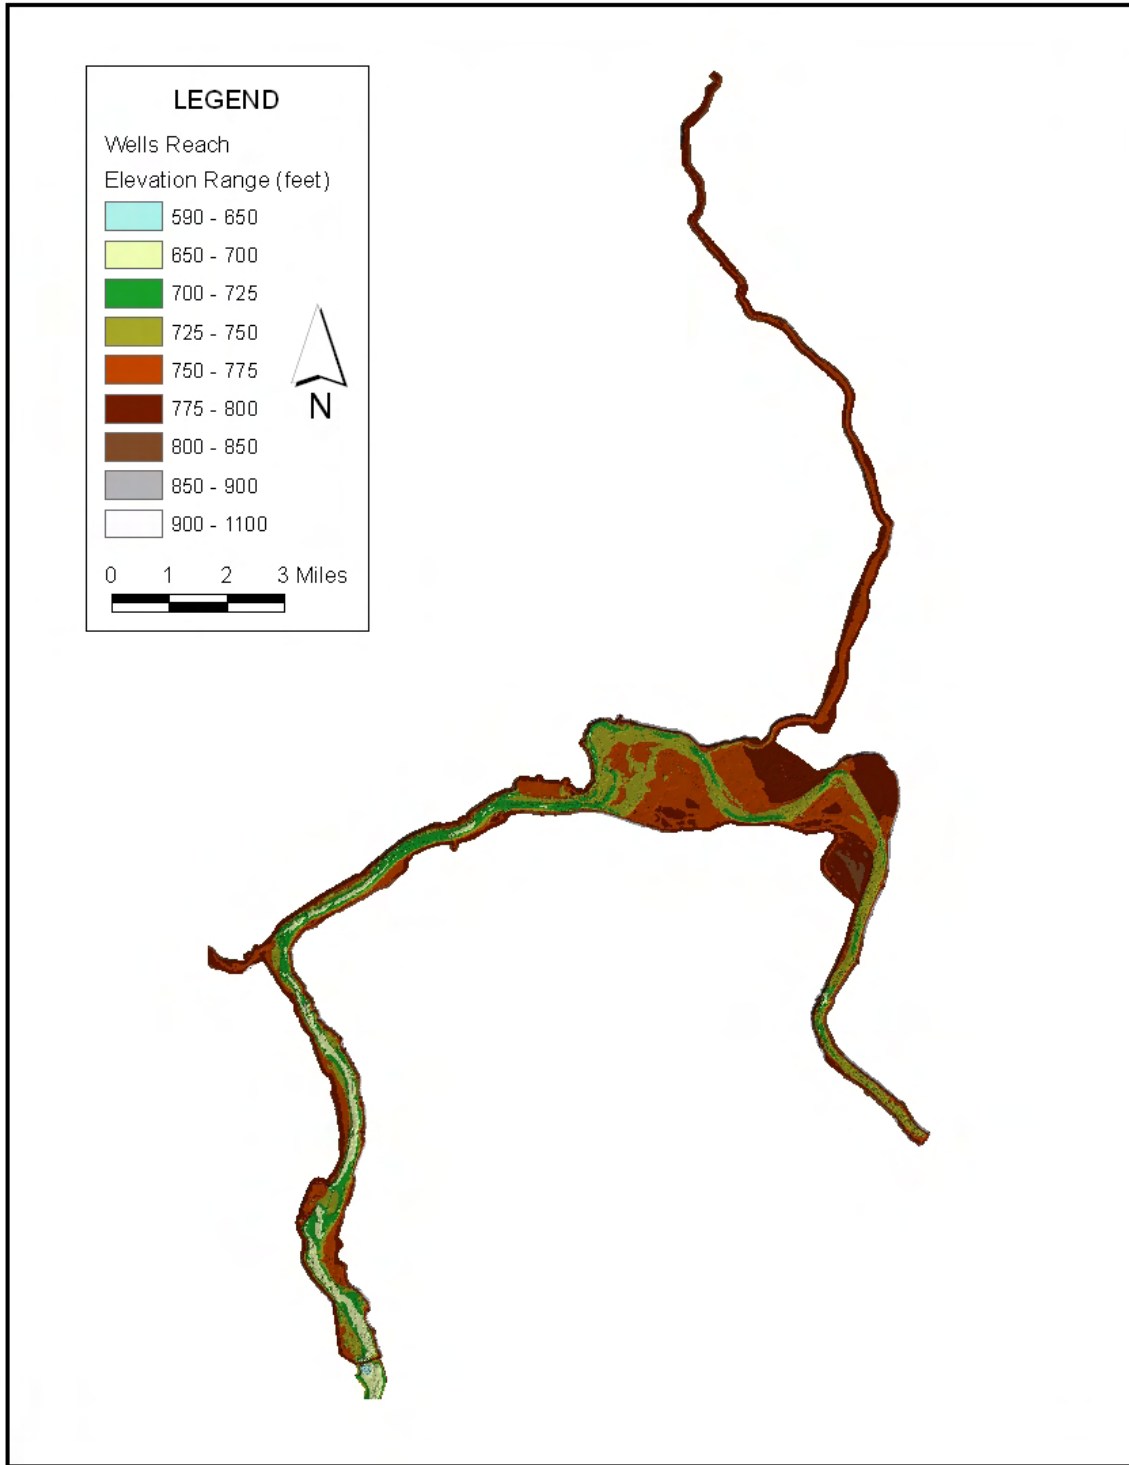 LEGEND
Wells Reach
Elevation Range (feet)
590 - 650
650 - 700
700 - 725
725 - 750
750 - 775
775 - 800
800 - 850
850 - 900
900 - 1100
N
0 1 2 3 Miles